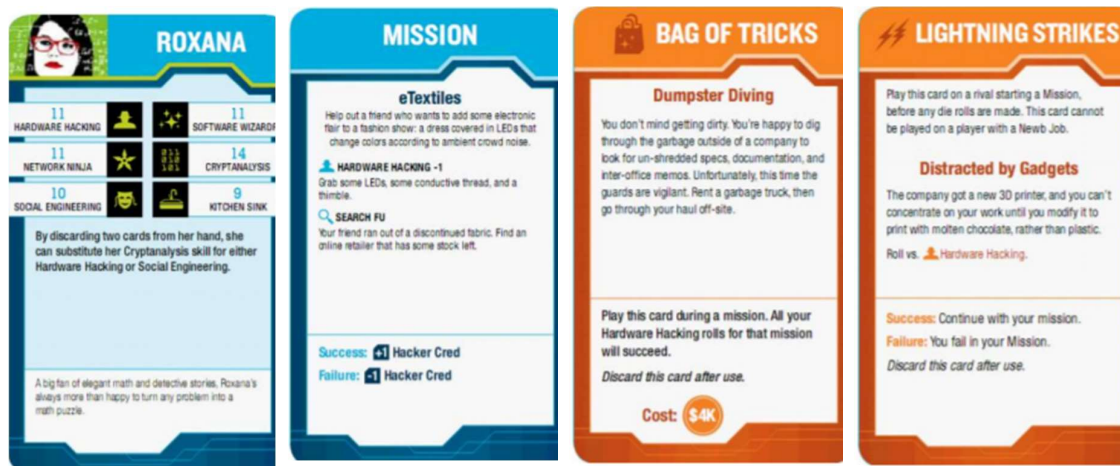 ROXANA
11
HARDWARE HACKING
11
SOFTWARE WIZARDR
11
NETWORK NINJA
14
CRYPTANALYSIS
10
SOCIAL ENGINEERING
9
KITCHEN SINK
By discarding two cards from her hand, she
can substitute her Cryptanalysis skill for either
Hardware Hacking or Social Engineering.
A big fan of elegant math and detective stories, Roxana's
always more than happy to turn any problem into a
math puzzle.
MISSION
eTextiles
Help out a friend who wants to add some electronic
flair to a fashion show: a dress covered in LEDs that
change colors according to ambient crowd noise.
HARDWARE HACKING -1
Grab some LEDs, some conductive thread, and a
thimble.
SEARCH FU
Your friend ran out of a discontinued fabric. Find an
online retailer that has some stock left.
Success: +1 Hacker Cred
Failure: -1 Hacker Cred
BAG OF TRICKS
Dumpster Diving
You don't mind getting dirty. You're happy to dig
through the garbage outside of a company to
look for un-shredded specs, documentation, and
inter-office memos. Unfortunately, this time the
guards are vigilant. Rent a garbage truck, then
go through your haul off-site.
Play this card during a mission. All your
Hardware Hacking rolls for that mission
will succeed.
Discard this card after use.
Cost: $4K
LIGHTNING STRIKES
Play this card on a rival starting a Mission,
before any die rolls are made. This card cannot
be played on a player with a Newb Job.
Distracted by Gadgets
The company got a new 3D printer, and you can't
concentrate on your work until you modify it to
print with molten chocolate, rather than plastic.
Roll vs. Hardware Hacking.
Success: Continue with your mission.
Failure: You fail in your Mission.
Discard this card after use.